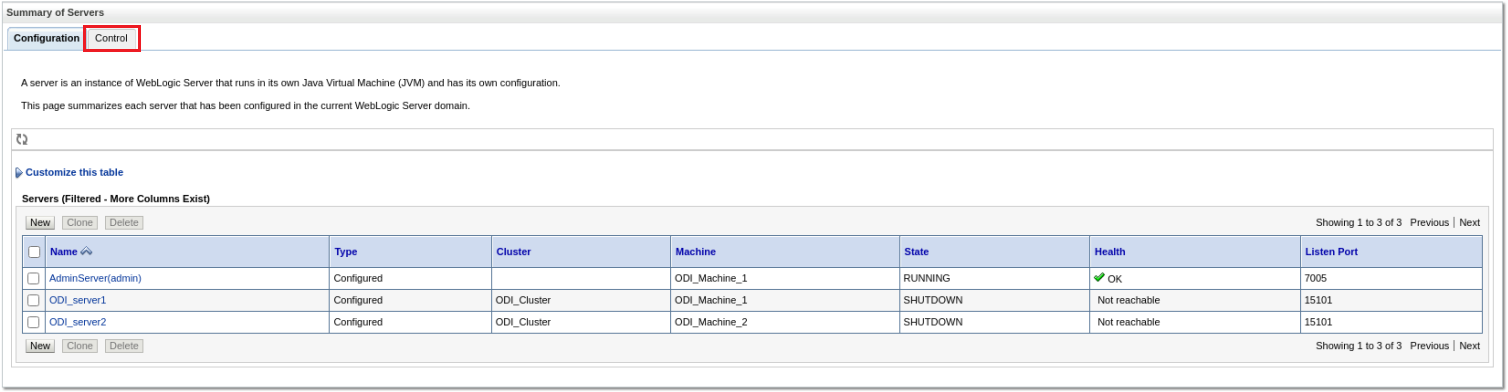 Summary of Servers
Configuration Control
A server is an instance of WebLogic Server that runs in its own Java Virtual Machine (JVM) and has its own configuration.
This page summarizes each server that has been configured in the current WebLogic Server domain.
Customize this table
Servers (Filtered - More Columns Exist)
New Clone Delete Showing 1 to 3 of 3 Previous | Next
Name Type Cluster Machine State Health Listen Port
AdminServer(admin) Configured ODI_Machine_1 RUNNING OK 7005
ODI_server1 Configured ODI_Cluster ODI_Machine_1 SHUTDOWN Not reachable 15101
ODI_server2 Configured ODI_Cluster ODI_Machine_2 SHUTDOWN Not reachable 15101
New Clone Delete Showing 1 to 3 of 3 Previous | Next